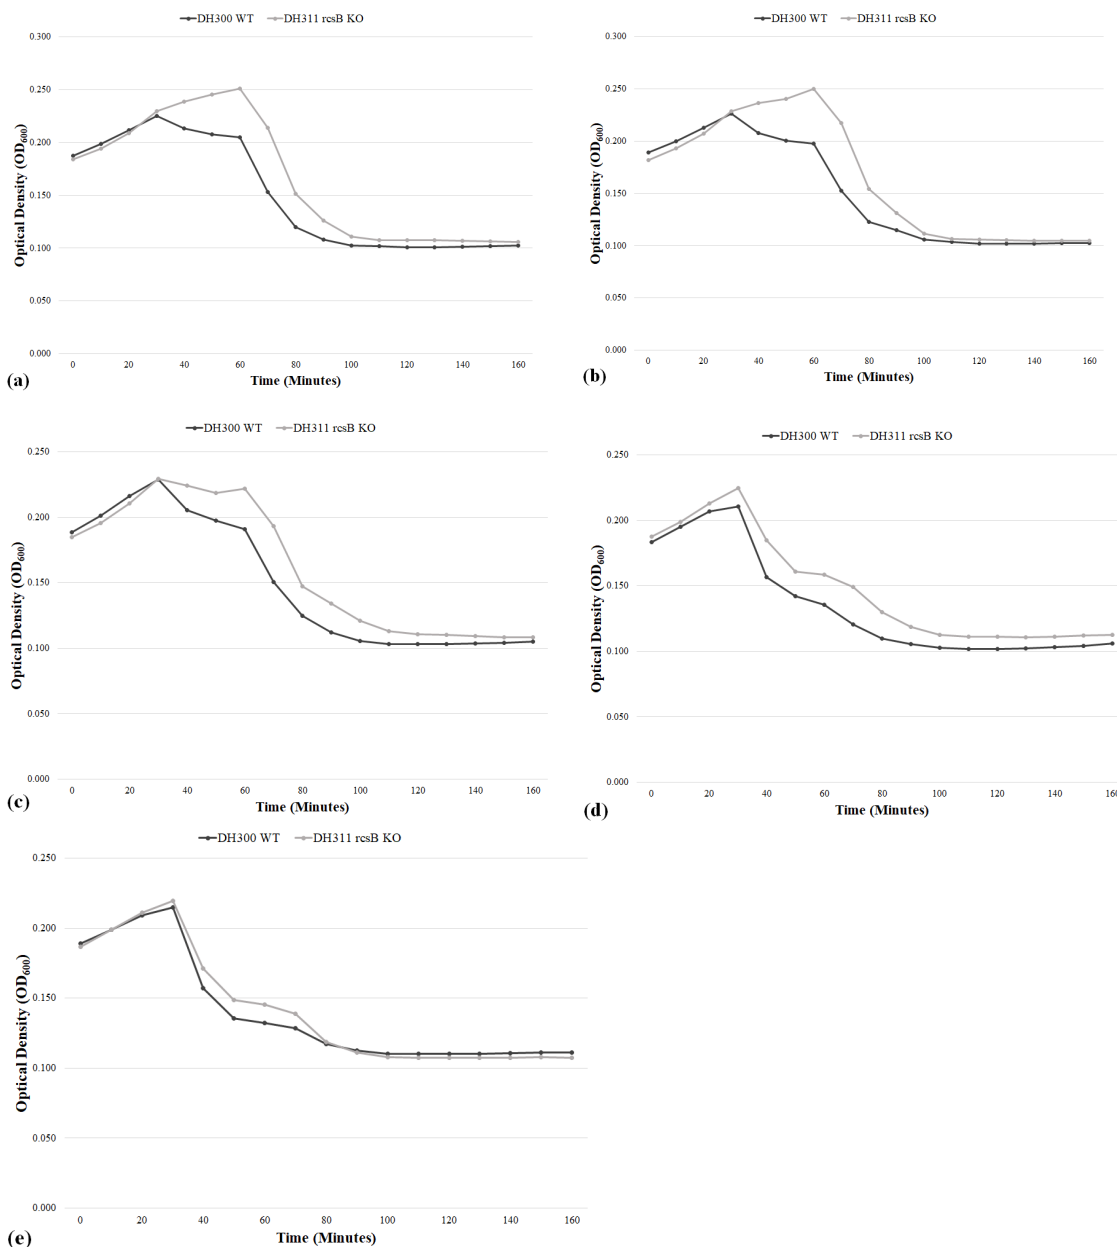 DH300 WT DH311 rcsB KO
0.300
0.250
0.200
0.150
0.100
0.050
0.000
Optical Density (OD600)
0 20 40 60 80 100 120 140 160
Time (Minutes)
(a)
DH300 WT DH311 rcsB KO
0.300
0.250
0.200
0.150
0.100
0.050
0.000
Optical Density (OD600)
0 20 40 60 80 100 120 140 160
Time (Minutes)
(b)
DH300 WT DH311 rcsB KO
0.250
0.200
0.150
0.100
0.050
0.000
Optical Density (OD600)
0 20 40 60 80 100 120 140 160
Time (Minutes)
(c)
DH300 WT DH311 rcsB KO
0.250
0.200
0.150
0.100
0.050
0.000
Optical Density (OD600)
0 20 40 60 80 100 120 140 160
Time (Minutes)
(d)
DH300 WT DH311 rcsB KO
0.250
0.200
0.150
0.100
0.050
0.000
Optical Density (OD600)
0 20 40 60 80 100 120 140 160
Time (Minutes)
(e)